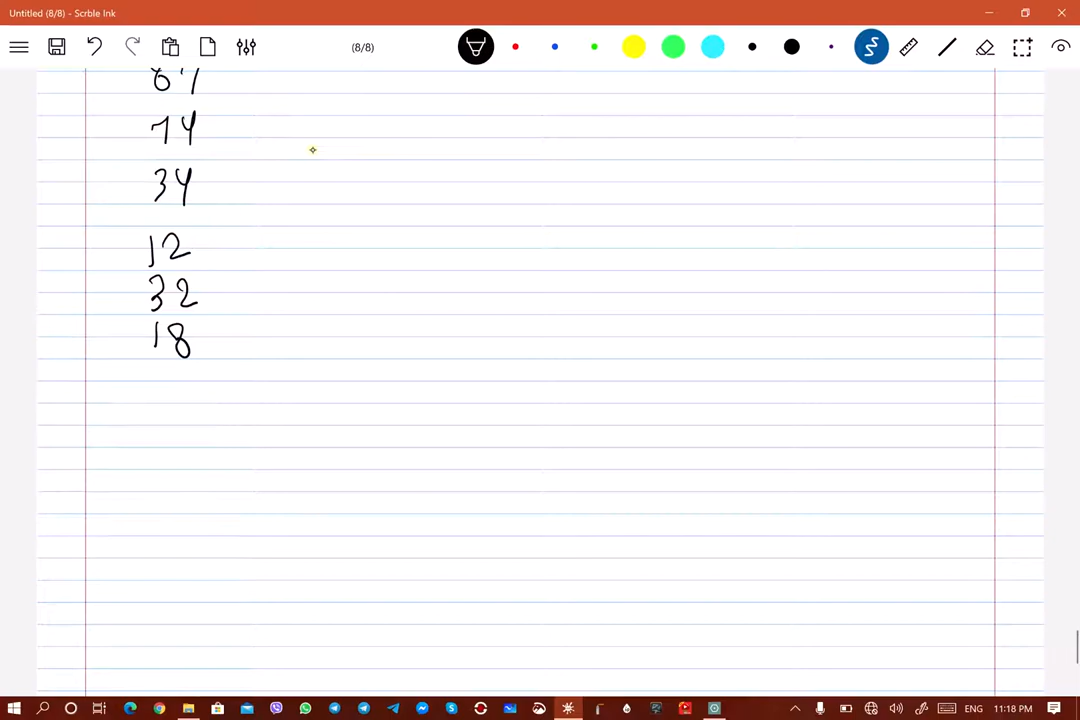 Untitled (8/8) - Scrble Ink
(8/8)
74
34
12
32
18
ENG
11:18 PM